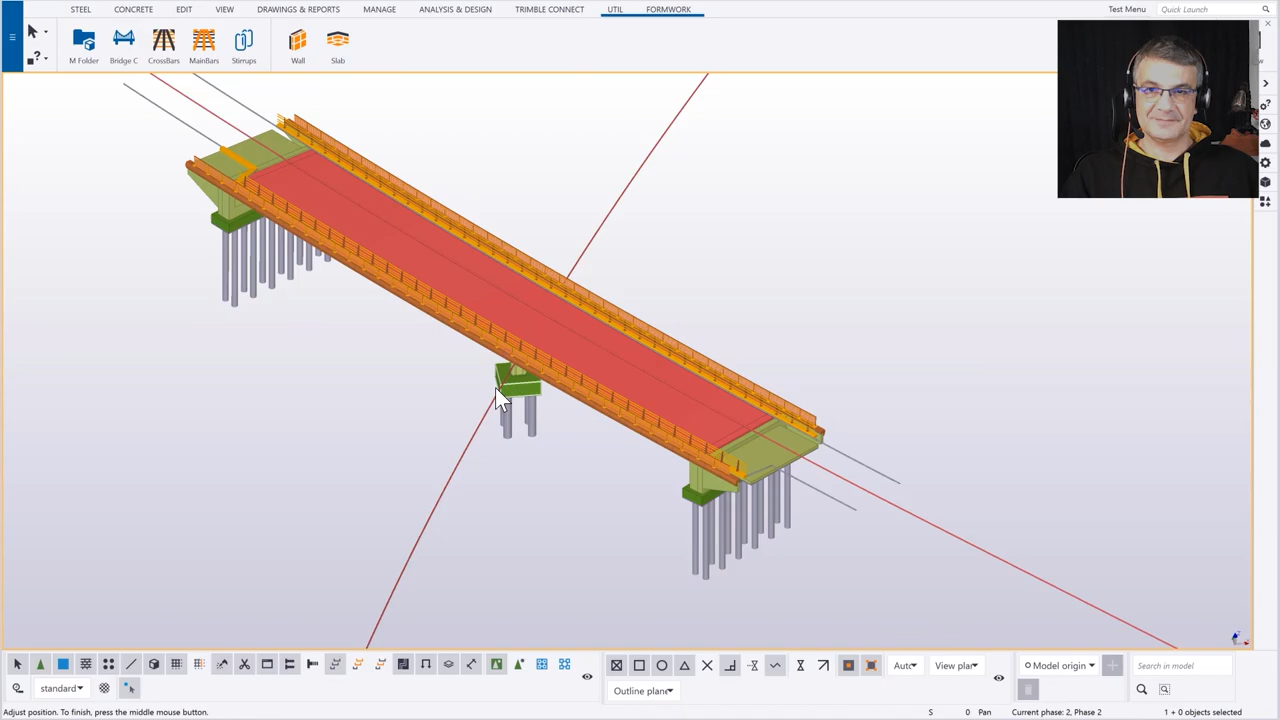 STEEL CONCRETE EDIT VIEW DRAWINGS & REPORTS MANAGE ANALYSIS & DESIGN TRIMBLE CONNECT UTIL FORMWORK Test Menu Quick Launch
M Folder Bridge C CrossBars MainBars Stirrups Wall Slab
Auto View plan Model origin Search in model
standard Outline plane
Adjust position. To finish, press the middle mouse button. S 0 Pan Current phase: 2, Phase 2 1 + 0 objects selected